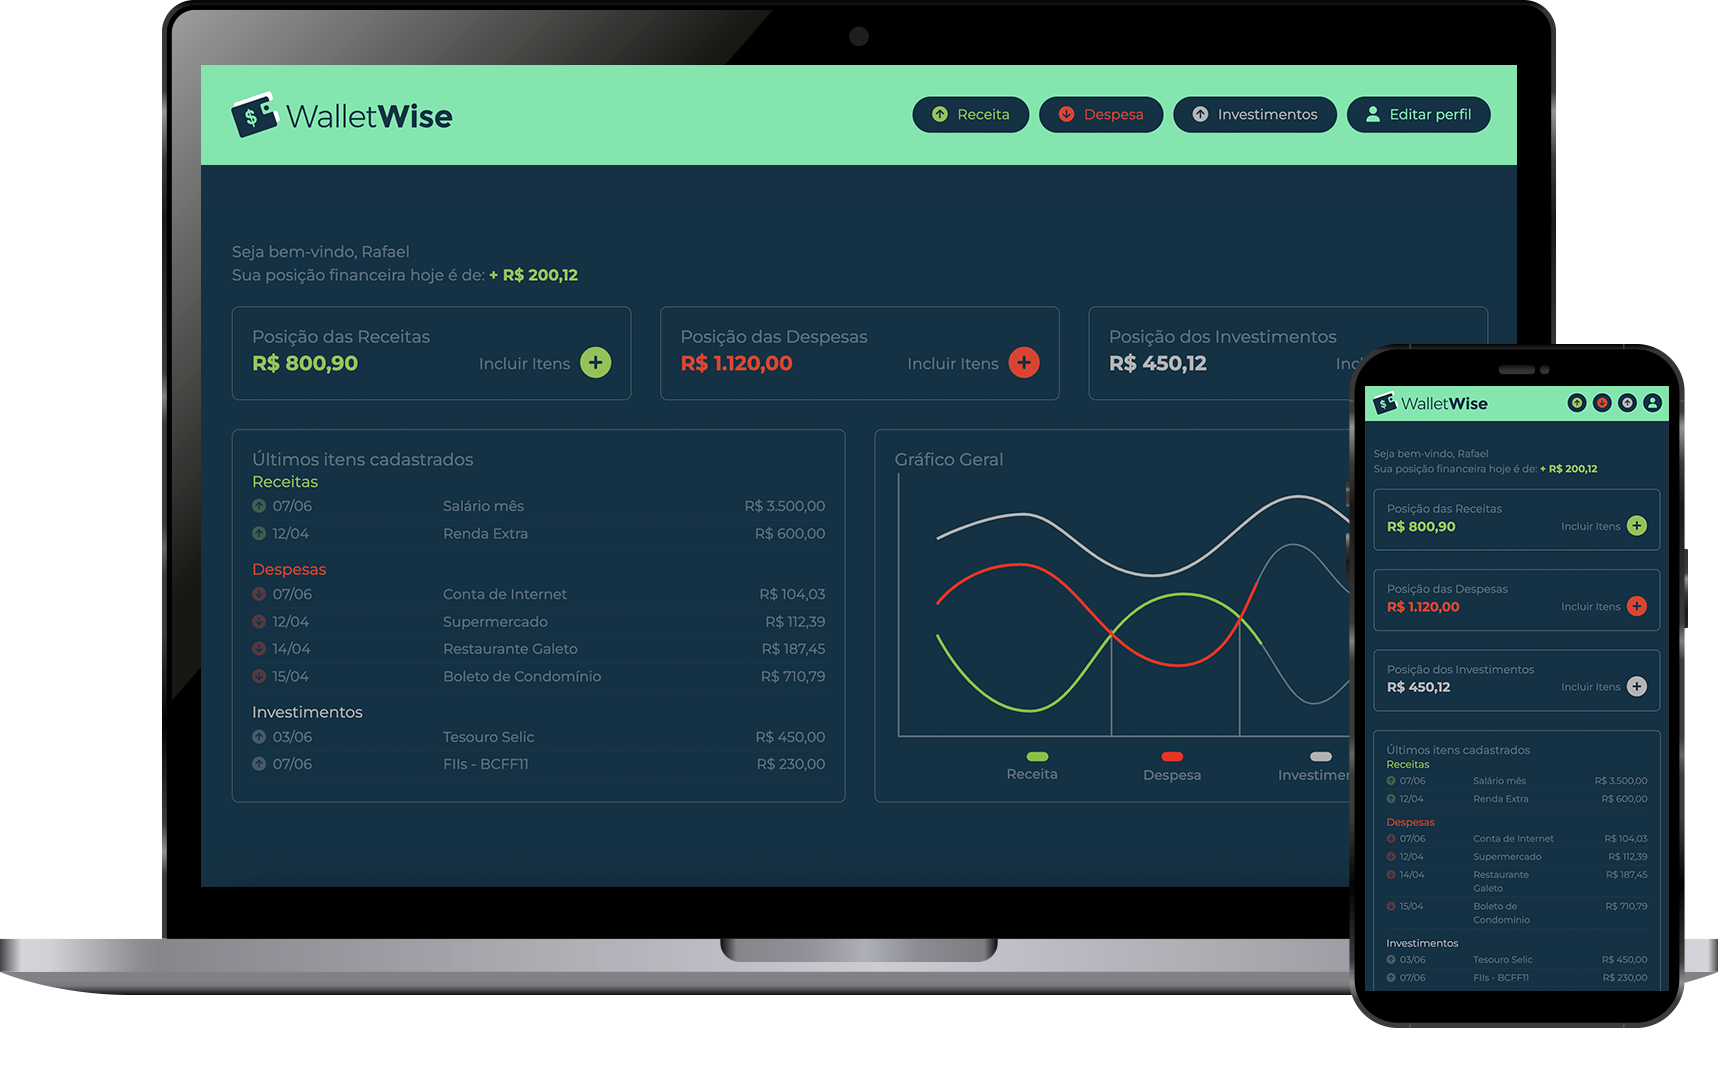 WalletWise
Receita
Despesa
Investimentos
Editar perfil
Seja bem-vindo, Rafael
Sua posição financeira hoje é de: + R$ 200,12
Posição das Receitas
R$ 800,90
Incluir Itens
Posição das Despesas
R$ 1.120,00
Incluir Itens
Posição dos Investimentos
R$ 450,12
Últimos itens cadastrados
Receitas
07/06 Salário mês R$ 3.500,00
12/04 Renda Extra R$ 600,00
Despesas
07/06 Conta de Internet R$ 104,03
12/04 Supermercado R$ 112,39
14/04 Restaurante Galeto R$ 187,45
15/04 Boleto de Condomínio R$ 710,79
Investimentos
03/06 Tesouro Selic R$ 450,00
07/06 FIIs - BCFF11 R$ 230,00
Gráfico Geral
Receita
Despesa
Investimen
WalletWise
Seja bem-vindo, Rafael
Sua posição financeira hoje é de: + R$ 200,12
Posição das Receitas
R$ 800,90
Incluir Itens
Posição das Despesas
R$ 1.120,00
Incluir Itens
Posição dos Investimentos
R$ 450,12
Incluir Itens
Últimos itens cadastrados
Receitas
07/06 Salário mês R$ 3.500,00
12/04 Renda Extra R$ 600,00
Despesas
07/06 Conta de Internet R$ 104,03
12/04 Supermercado R$ 112,39
14/04 Restaurante R$ 187,45
Galeto
15/04 Boleto de R$ 710,79
Condomínio
Investimentos
03/06 Tesouro Selic R$ 450,00
07/06 FIIs - BCFF11 R$ 230,00